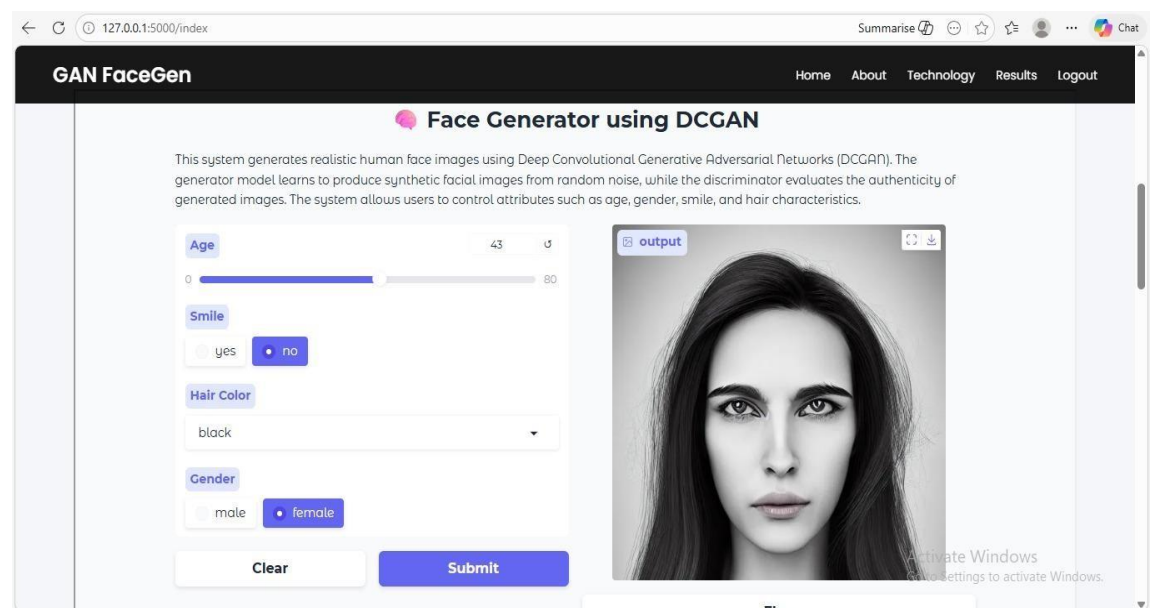 127.0.0.1:5000/index
Summarise
Chat
GAN FaceGen
Home About Technology Results Logout
Face Generator using DCGAN
This system generates realistic human face images using Deep Convolutional Generative Adversarial Networks (DCGAN). The
generator model learns to produce synthetic facial images from random noise, while the discriminator evaluates the authenticity of
generated images. The system allows users to control attributes such as age, gender, smile, and hair characteristics.
Age 43
0 80
Smile
yes no
Hair Color
black
Gender
male female
Clear Submit
output
Activate Windows
Go to Settings to activate Windows.